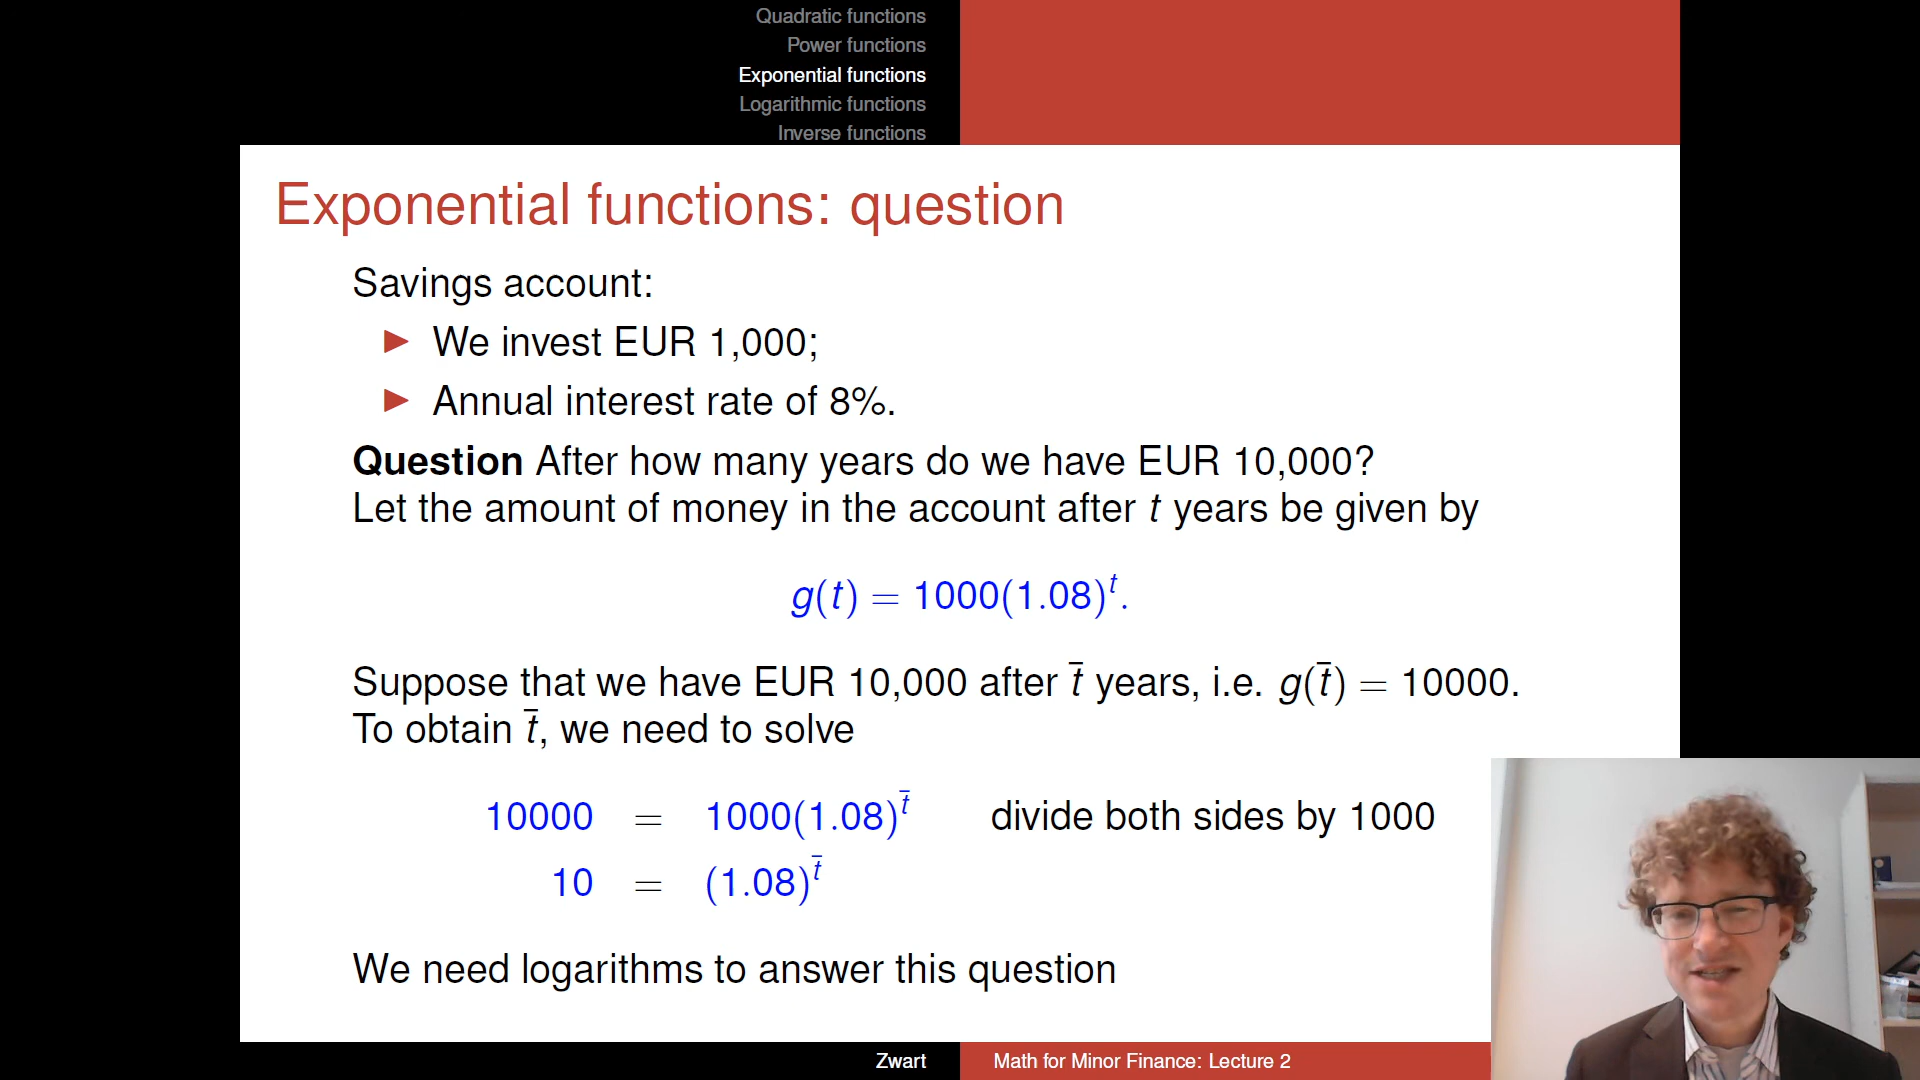 Quadratic functions
Power functions
Exponential functions
Logarithmic functions
Inverse functions
Exponential functions: question
Savings account:
▶ We invest EUR 1,000;
▶ Annual interest rate of 8%.
Question After how many years do we have EUR 10,000?
Let the amount of money in the account after t years be given by
g(t) = 1000(1.08)^t.
Suppose that we have EUR 10,000 after t̄ years, i.e. g(t̄) = 10000.
To obtain t̄, we need to solve
10000 = 1000(1.08)^t̄ divide both sides by 1000
10 = (1.08)^t̄
We need logarithms to answer this question
Zwart Math for Minor Finance: Lecture 2